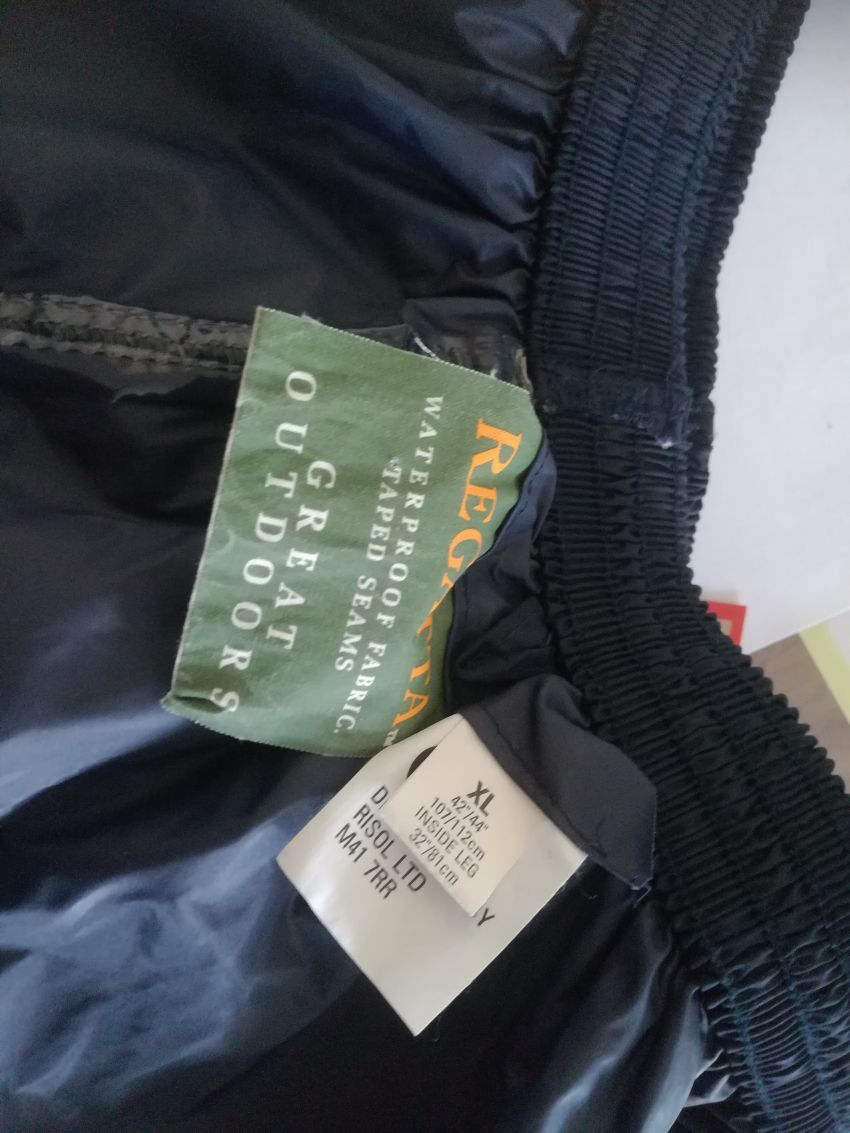 REGATTA™
WATERPROOF FABRIC.
TAPED SEAMS
GREAT
OUTDOORS
XL
42"/44"
107/112cm
INSIDE LEG
32"/81cm
RISOL LTD
M41 7RR